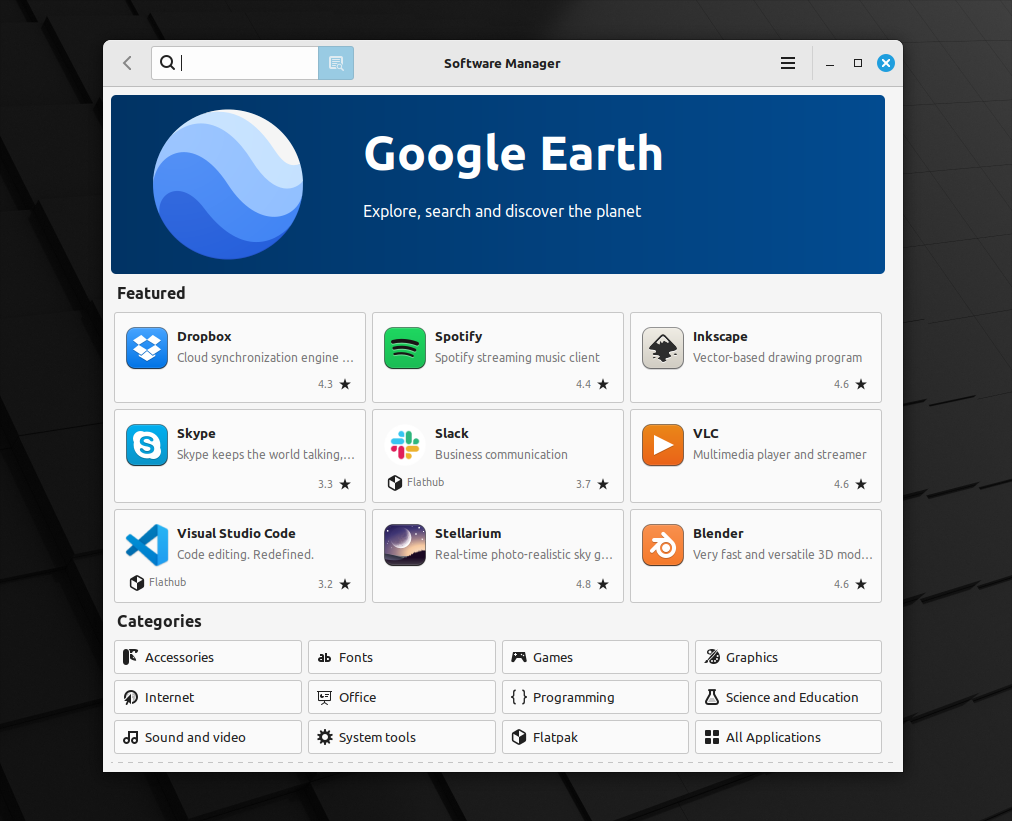 Software Manager
Google Earth
Explore, search and discover the planet
Featured
Dropbox
Cloud synchronization engine ...
4.3 ★
Spotify
Spotify streaming music client
4.4 ★
Inkscape
Vector-based drawing program
4.6 ★
Skype
Skype keeps the world talking,...
3.3 ★
Slack
Business communication
Flathub
3.7 ★
VLC
Multimedia player and streamer
4.6 ★
Visual Studio Code
Code editing. Redefined.
Flathub
3.2 ★
Stellarium
Real-time photo-realistic sky g...
4.8 ★
Blender
Very fast and versatile 3D mod...
4.6 ★
Categories
Accessories
ab Fonts
Games
Graphics
Internet
Office
{ } Programming
Science and Education
Sound and video
System tools
Flatpak
All Applications